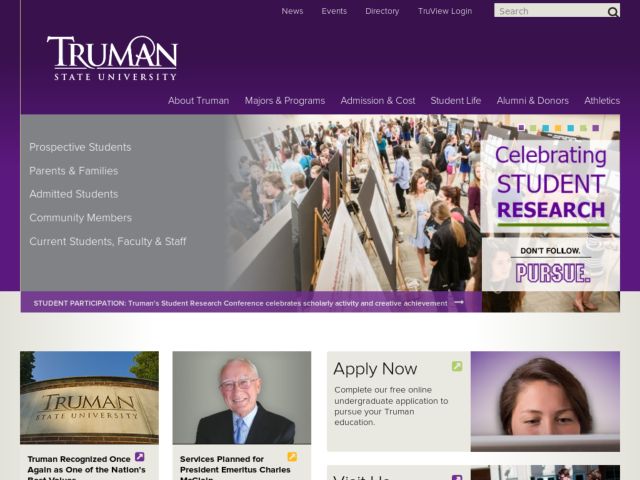 News Events Directory TruView Login Search
TRUMAN
STATE UNIVERSITY
About Truman Majors & Programs Admission & Cost Student Life Alumni & Donors Athletics
Prospective Students
Parents & Families
Admitted Students
Community Members
Current Students, Faculty & Staff
Celebrating
STUDENT
RESEARCH
DON'T FOLLOW.
PURSUE.
STUDENT PARTICIPATION: Truman's Student Research Conference celebrates scholarly activity and creative achievement
TRUMAN
STATE UNIVERSITY
Truman Recognized Once
Again as One of the Nation's
Best Values
Services Planned for
President Emeritus Charles
McClain
Apply Now
Complete our free online
undergraduate application to
pursue your Truman
education.
Visit Us